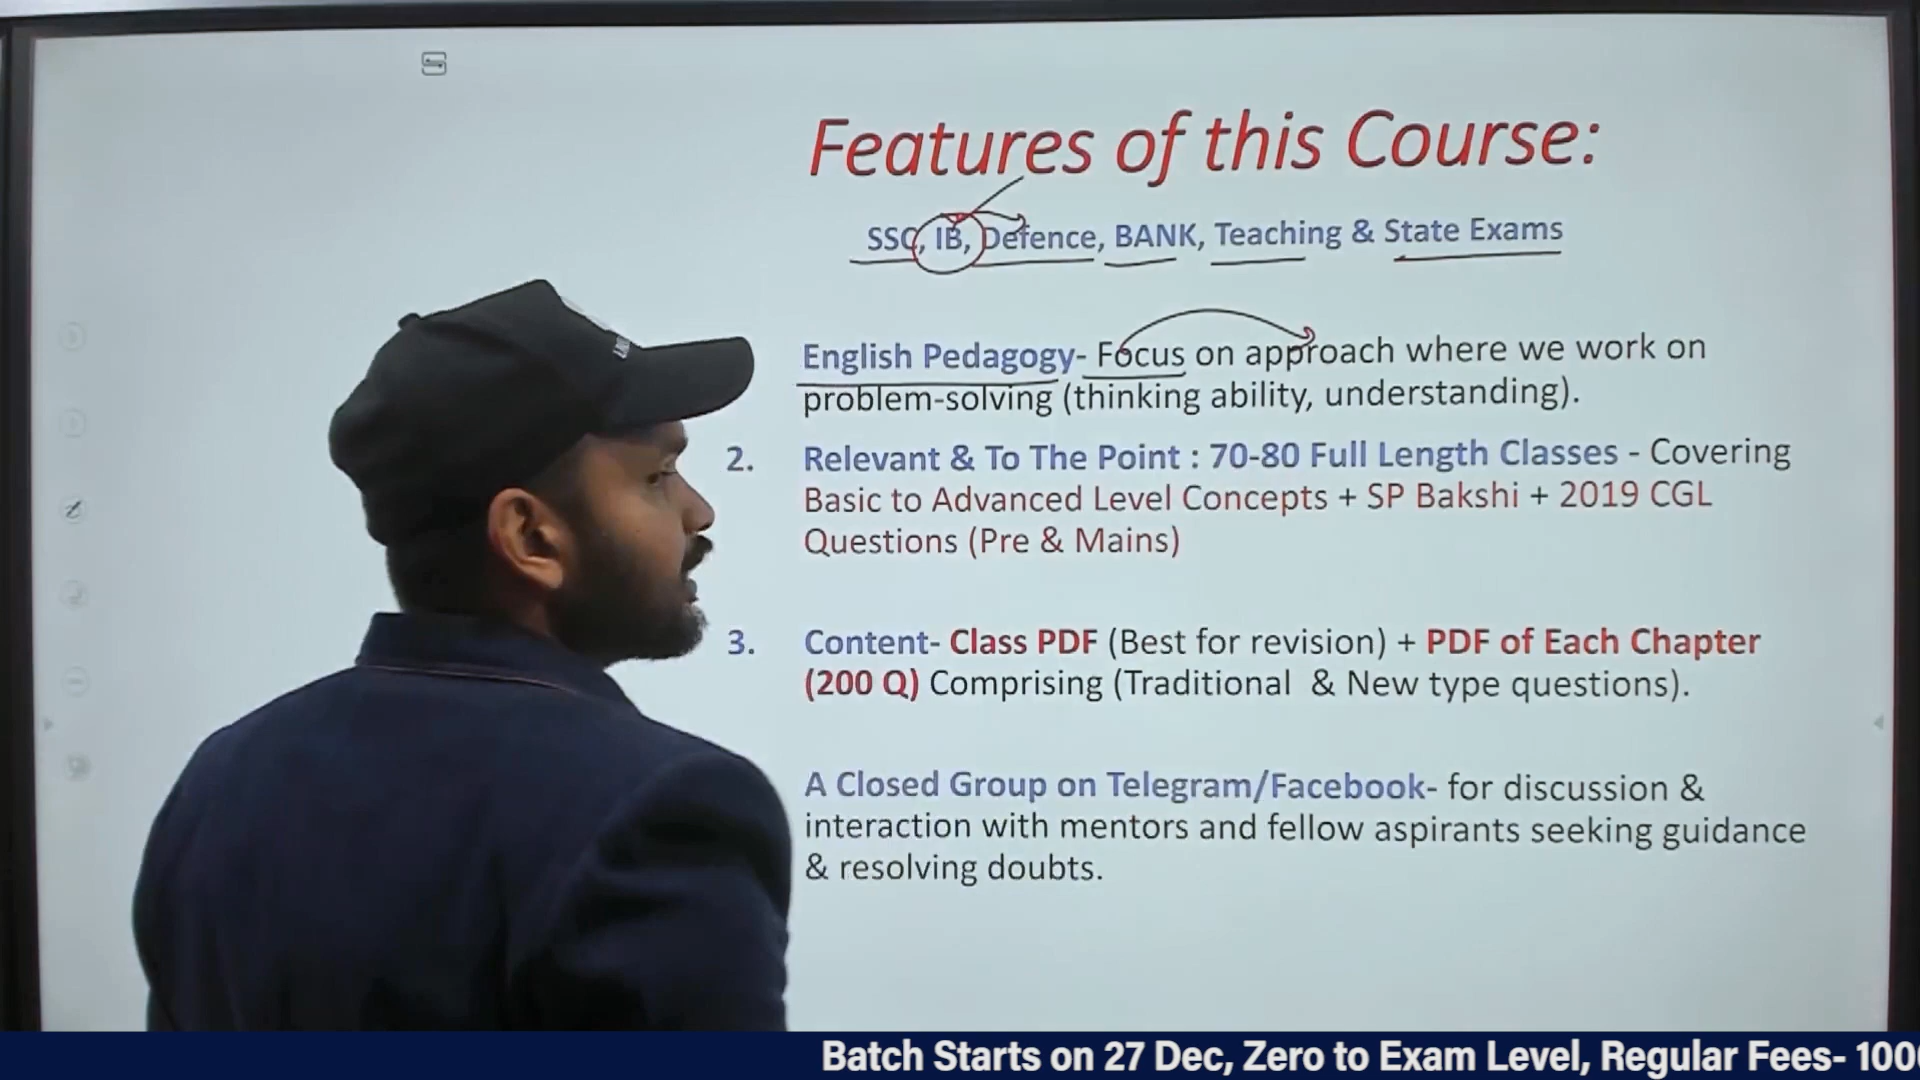 Features of this Course:
SSC, IB, Defence, BANK, Teaching & State Exams
English Pedagogy- Focus on approach where we work on
problem-solving (thinking ability, understanding).
2. Relevant & To The Point : 70-80 Full Length Classes - Covering
Basic to Advanced Level Concepts + SP Bakshi + 2019 CGL
Questions (Pre & Mains)
3. Content- Class PDF (Best for revision) + PDF of Each Chapter
(200 Q) Comprising (Traditional & New type questions).
A Closed Group on Telegram/Facebook- for discussion &
interaction with mentors and fellow aspirants seeking guidance
& resolving doubts.
Batch Starts on 27 Dec, Zero to Exam Level, Regular Fees-